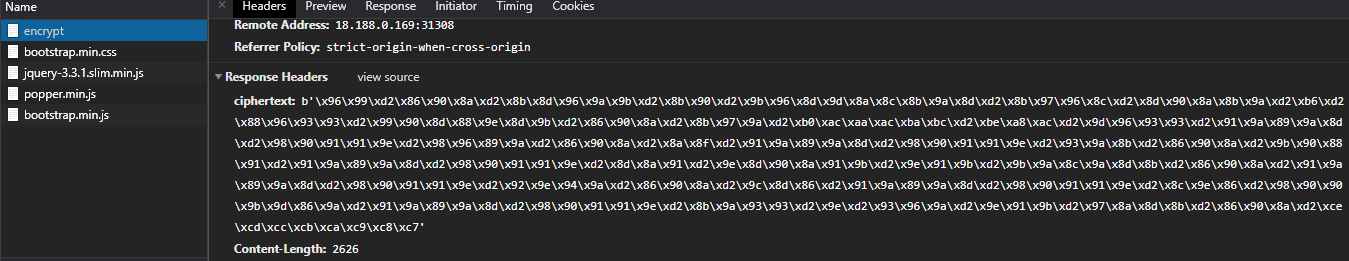 Name
encrypt
bootstrap.min.css
jquery-3.3.1.slim.min.js
popper.min.js
bootstrap.min.js
× Headers Preview Response Initiator Timing Cookies
Remote Address: 18.188.0.169:31308
Referrer Policy: strict-origin-when-cross-origin
Response Headers view source
ciphertext: b'\x96\x99\xd2\x86\x90\x8a\xd2\x8b\x8d\x96\x9a\x9b\xd2\x8b\x90\xd2\x9b\x96\x8d\x9d\x8a\x8c\x8b\x9a\x8d\xd2\x8b\x97\x96\x8c\xd2\x8d\x90\x8a\x8b\x9a\xd2\xb6\xd2
\x88\x96\x93\x93\xd2\x99\x90\x8d\x88\x9e\x8d\x9b\xd2\x86\x90\x8a\xd2\x8b\x97\x9a\xd2\xb0\xac\xaa\xac\xba\xbc\xd2\xbe\xa8\xac\xd2\x9d\x96\x93\x93\xd2\x91\x9a\x89\x9a\x8d
\xd2\x98\x90\x91\x91\x9e\xd2\x98\x96\x89\x9a\xd2\x86\x90\x8a\xd2\x8a\x8f\xd2\x91\x9a\x89\x9a\x8d\xd2\x98\x90\x91\x91\x9e\xd2\x93\x9a\x8b\xd2\x86\x90\x8a\xd2\x9b\x90\x88
\x91\xd2\x91\x9a\x89\x9a\x8d\xd2\x98\x90\x91\x91\x9e\xd2\x8d\x8a\x91\xd2\x9e\x8d\x90\x8a\x91\x9b\xd2\x9e\x91\x9b\xd2\x9b\x9a\x8c\x9a\x8d\x8b\xd2\x86\x90\x8a\xd2\x91\x9a
\x89\x9a\x8d\xd2\x98\x90\x91\x91\x9e\xd2\x92\x9e\x94\x9a\xd2\x86\x90\x8a\xd2\x9c\x8d\x86\xd2\x91\x9a\x89\x9a\x8d\xd2\x98\x90\x91\x91\x9e\xd2\x8c\x9e\x86\xd2\x98\x90\x90
\x9b\x9d\x86\x9a\xd2\x91\x9a\x89\x9a\x8d\xd2\x98\x90\x91\x91\x9e\xd2\x8b\x9a\x93\x93\xd2\x9e\xd2\x93\x96\x9a\xd2\x9e\x91\x9b\xd2\x97\x8a\x8d\x8b\xd2\x86\x90\x8a\xd2\xce
\xcd\xcc\xcb\xca\xc9\xc8\xc7'
Content-Length: 2626